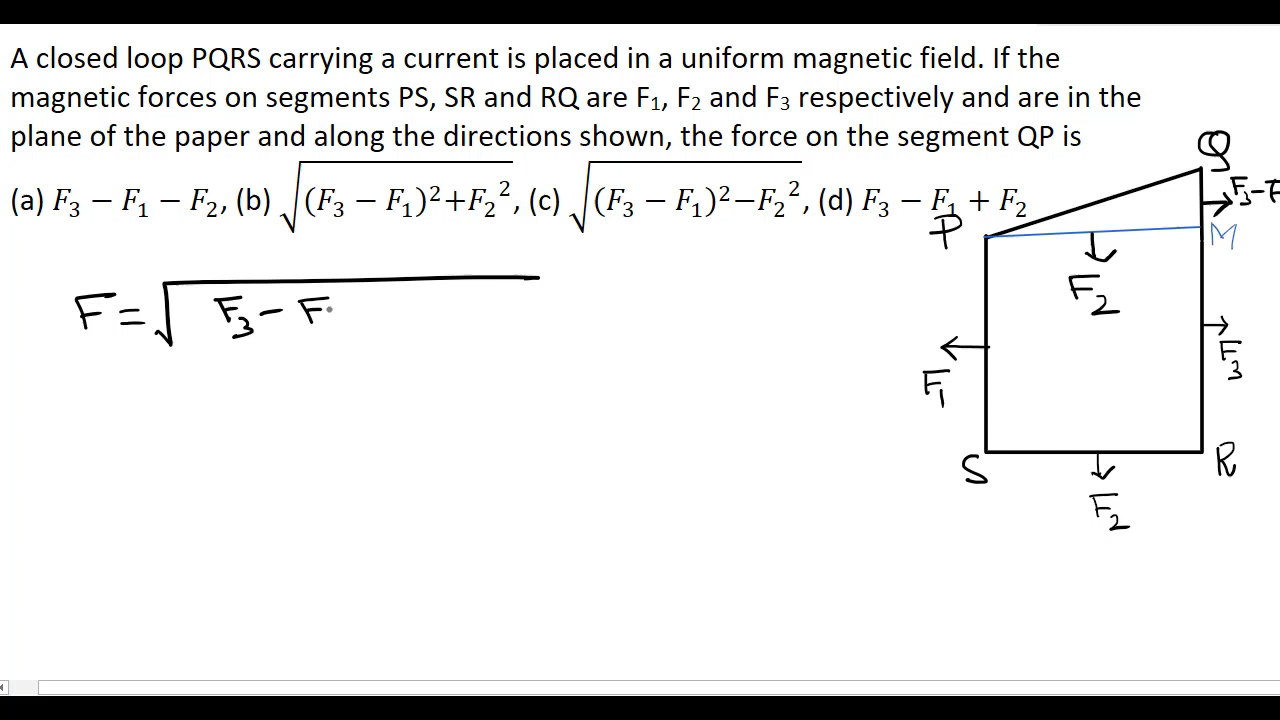 A closed loop PQRS carrying a current is placed in a uniform magnetic field. If the
magnetic forces on segments PS, SR and RQ are F₁, F₂ and F₃ respectively and are in the
plane of the paper and along the directions shown, the force on the segment QP is
(a) F₃ − F₁ − F₂, (b) √((F₃ − F₁)²+F₂²), (c) √((F₃ − F₁)²−F₂²), (d) F₃ − F₁ + F₂
Q
F₃−F
P
M
F₂
F = √(F₃ − F
F₃
F₁
S
R
F₂